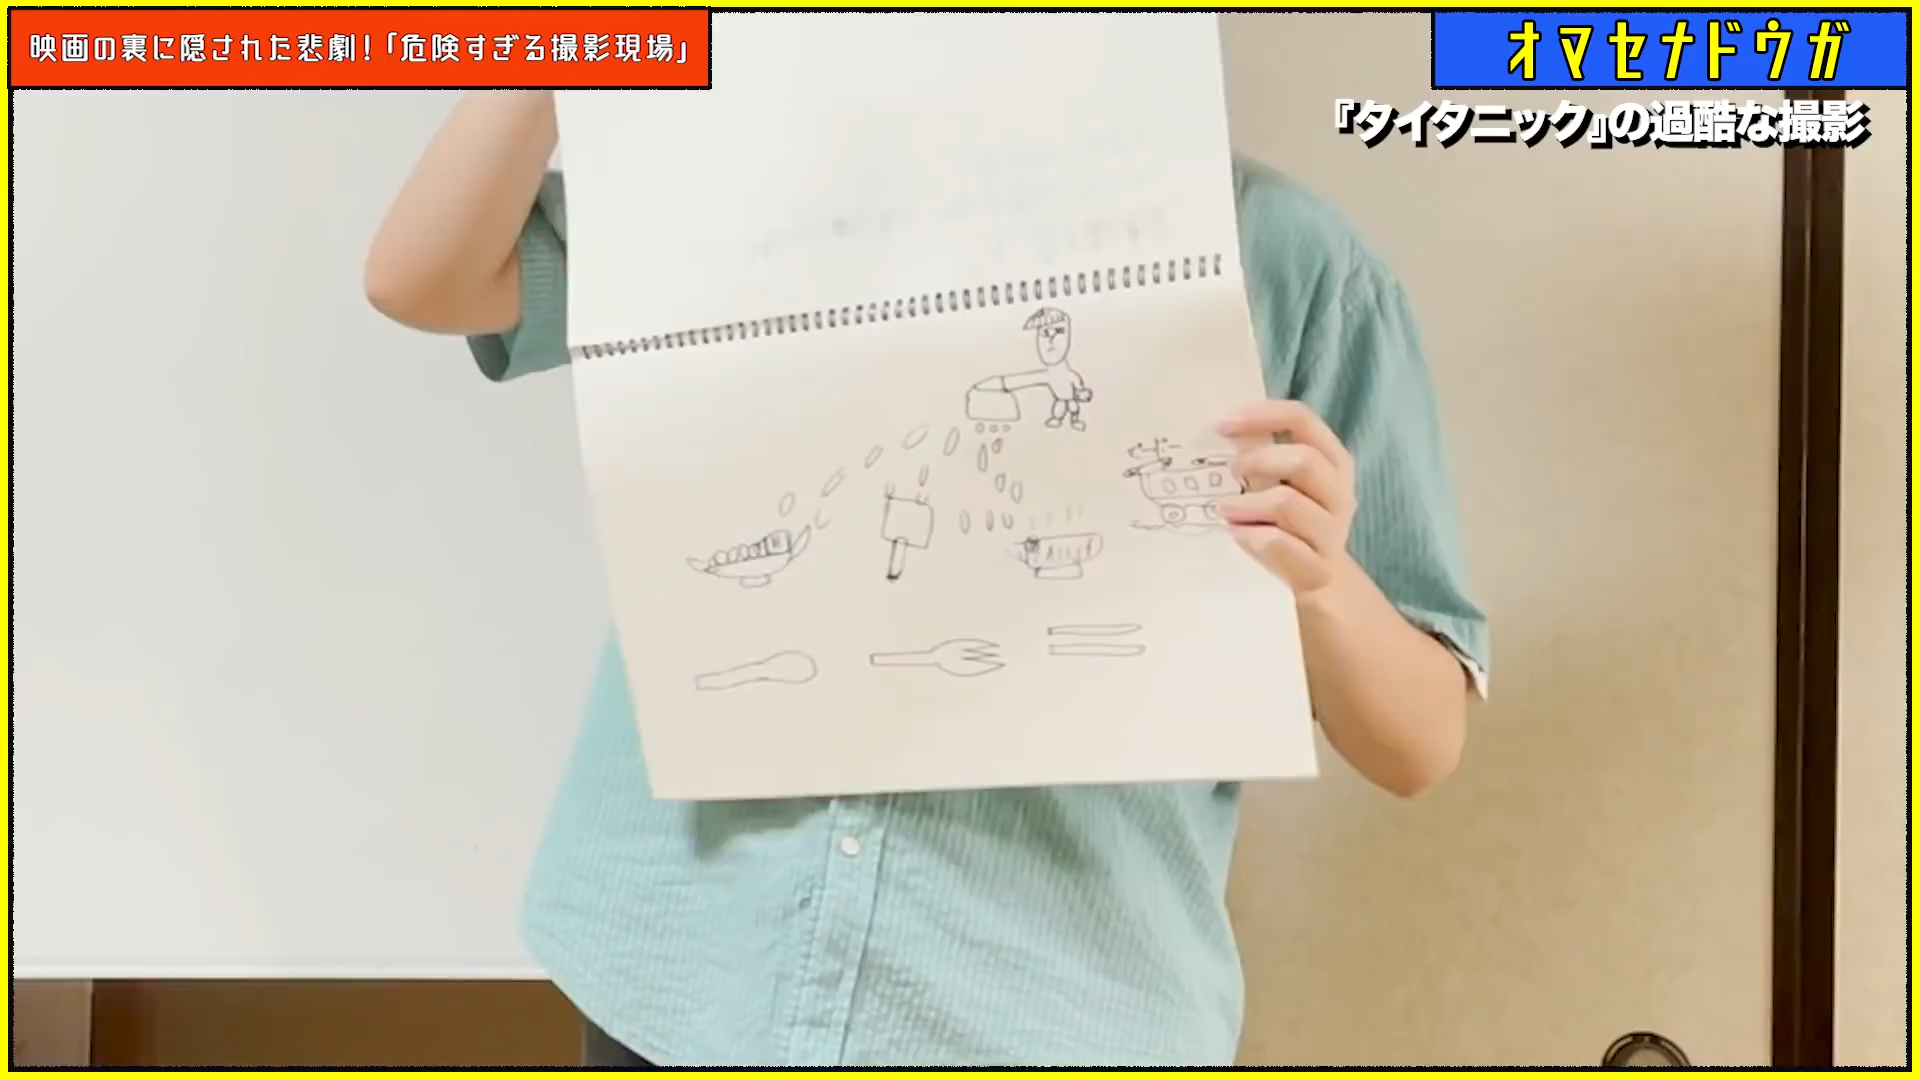 映画の裏に隠された悲劇！「危険すぎる撮影現場」
オマセナドウガ
『タイタニック』の過酷な撮影